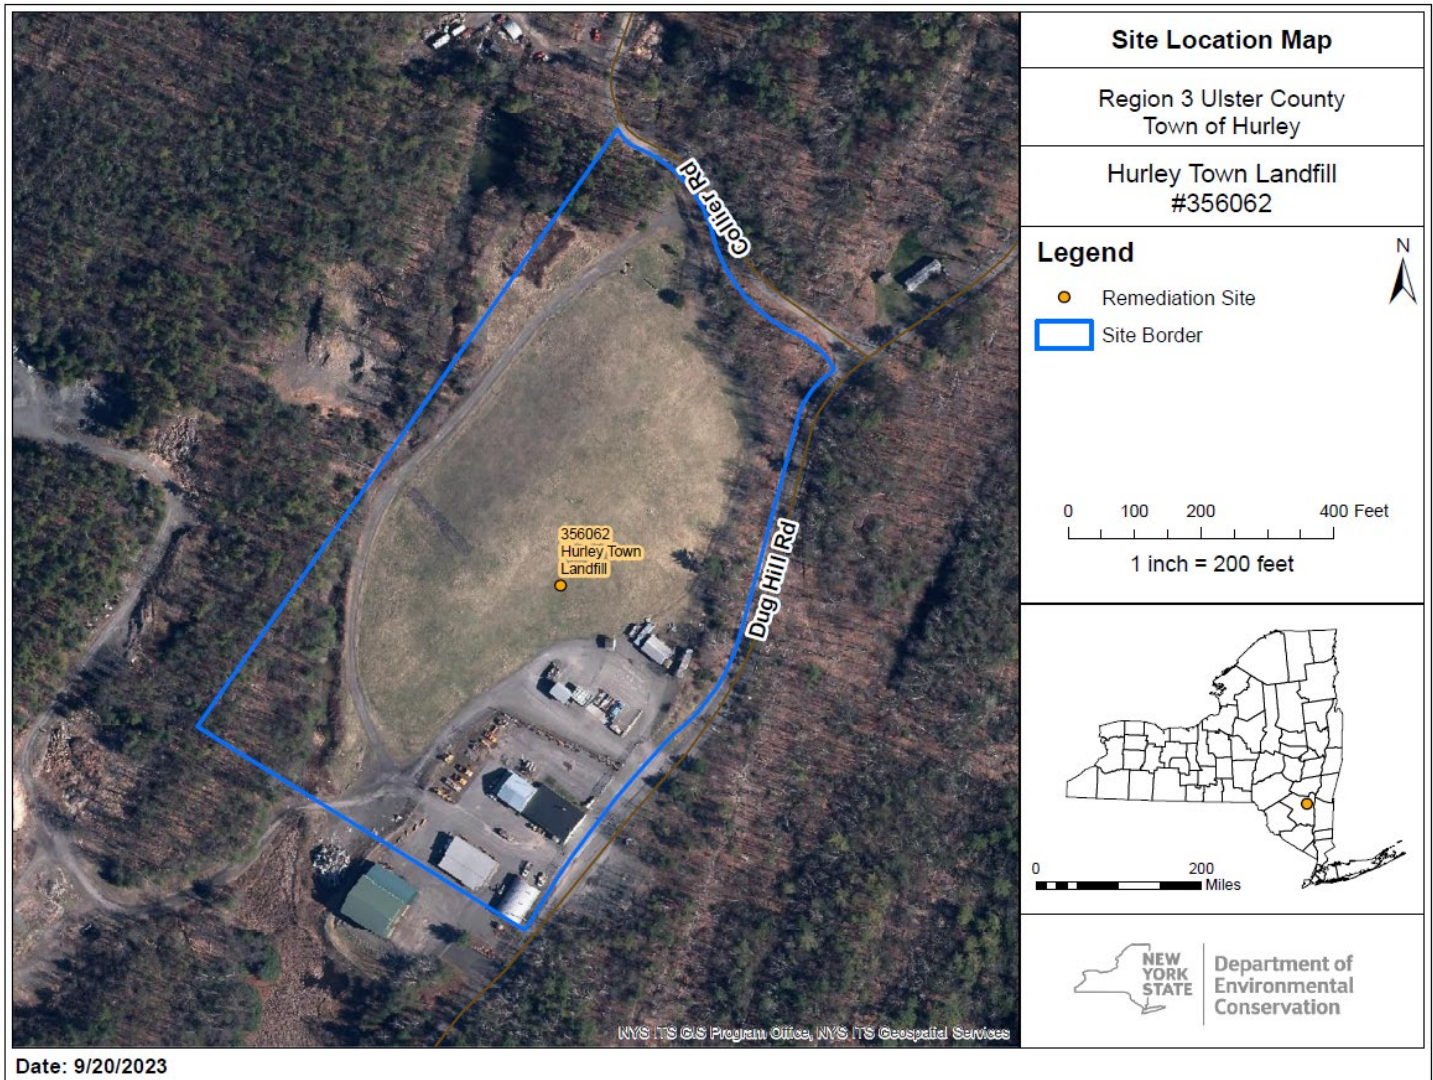 Site Location Map
Region 3 Ulster County
Town of Hurley
Hurley Town Landfill
#356062
Legend
N
Remediation Site
Site Border
0 100 200 400 Feet
1 inch = 200 feet
Collier Rd
356062
Hurley Town
Landfill
Dug Hill Rd
0 200
Miles
NEW
YORK
STATE
Department of
Environmental
Conservation
NYS ITS GIS Program Office, NYS ITS Geospatial Services
Date: 9/20/2023